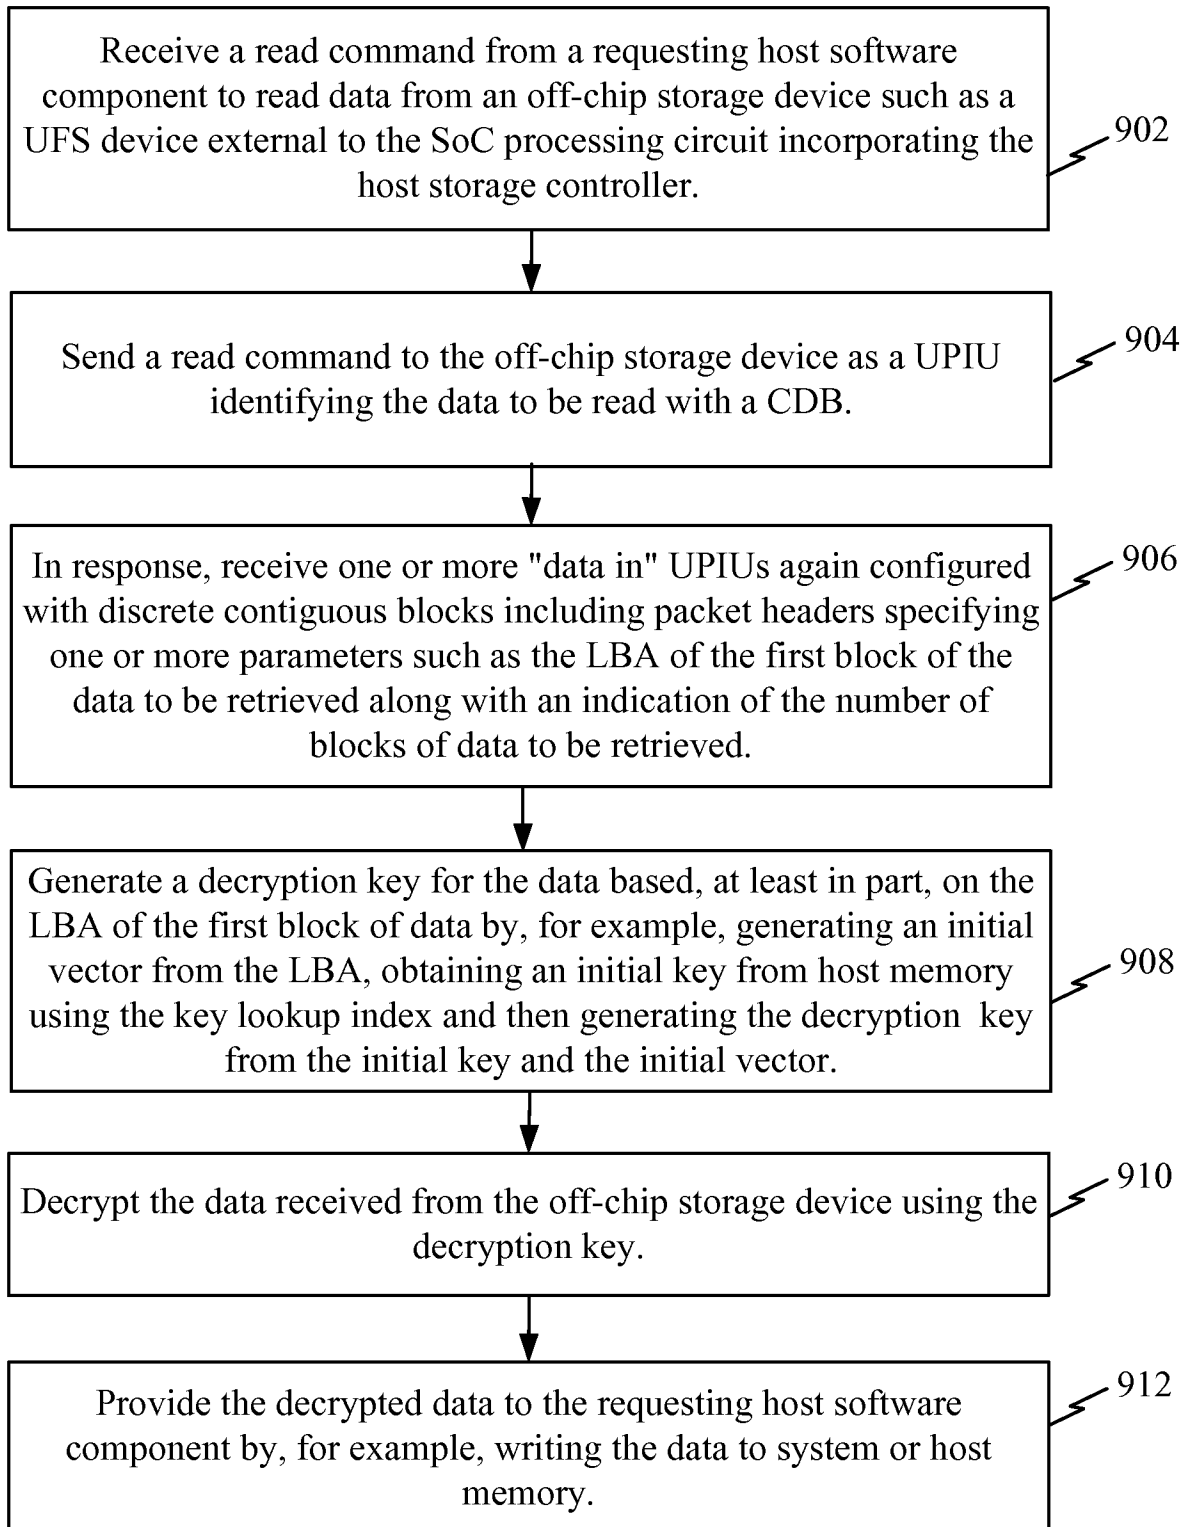 Receive a read command from a requesting host software
component to read data from an off-chip storage device such as a
UFS device external to the SoC processing circuit incorporating the
host storage controller.
902
Send a read command to the off-chip storage device as a UPIU
identifying the data to be read with a CDB.
904
In response, receive one or more "data in" UPIUs again configured
with discrete contiguous blocks including packet headers specifying
one or more parameters such as the LBA of the first block of the
data to be retrieved along with an indication of the number of
blocks of data to be retrieved.
906
Generate a decryption key for the data based, at least in part, on the
LBA of the first block of data by, for example, generating an initial
vector from the LBA, obtaining an initial key from host memory
using the key lookup index and then generating the decryption key
from the initial key and the initial vector.
908
Decrypt the data received from the off-chip storage device using the
decryption key.
910
Provide the decrypted data to the requesting host software
component by, for example, writing the data to system or host
memory.
912